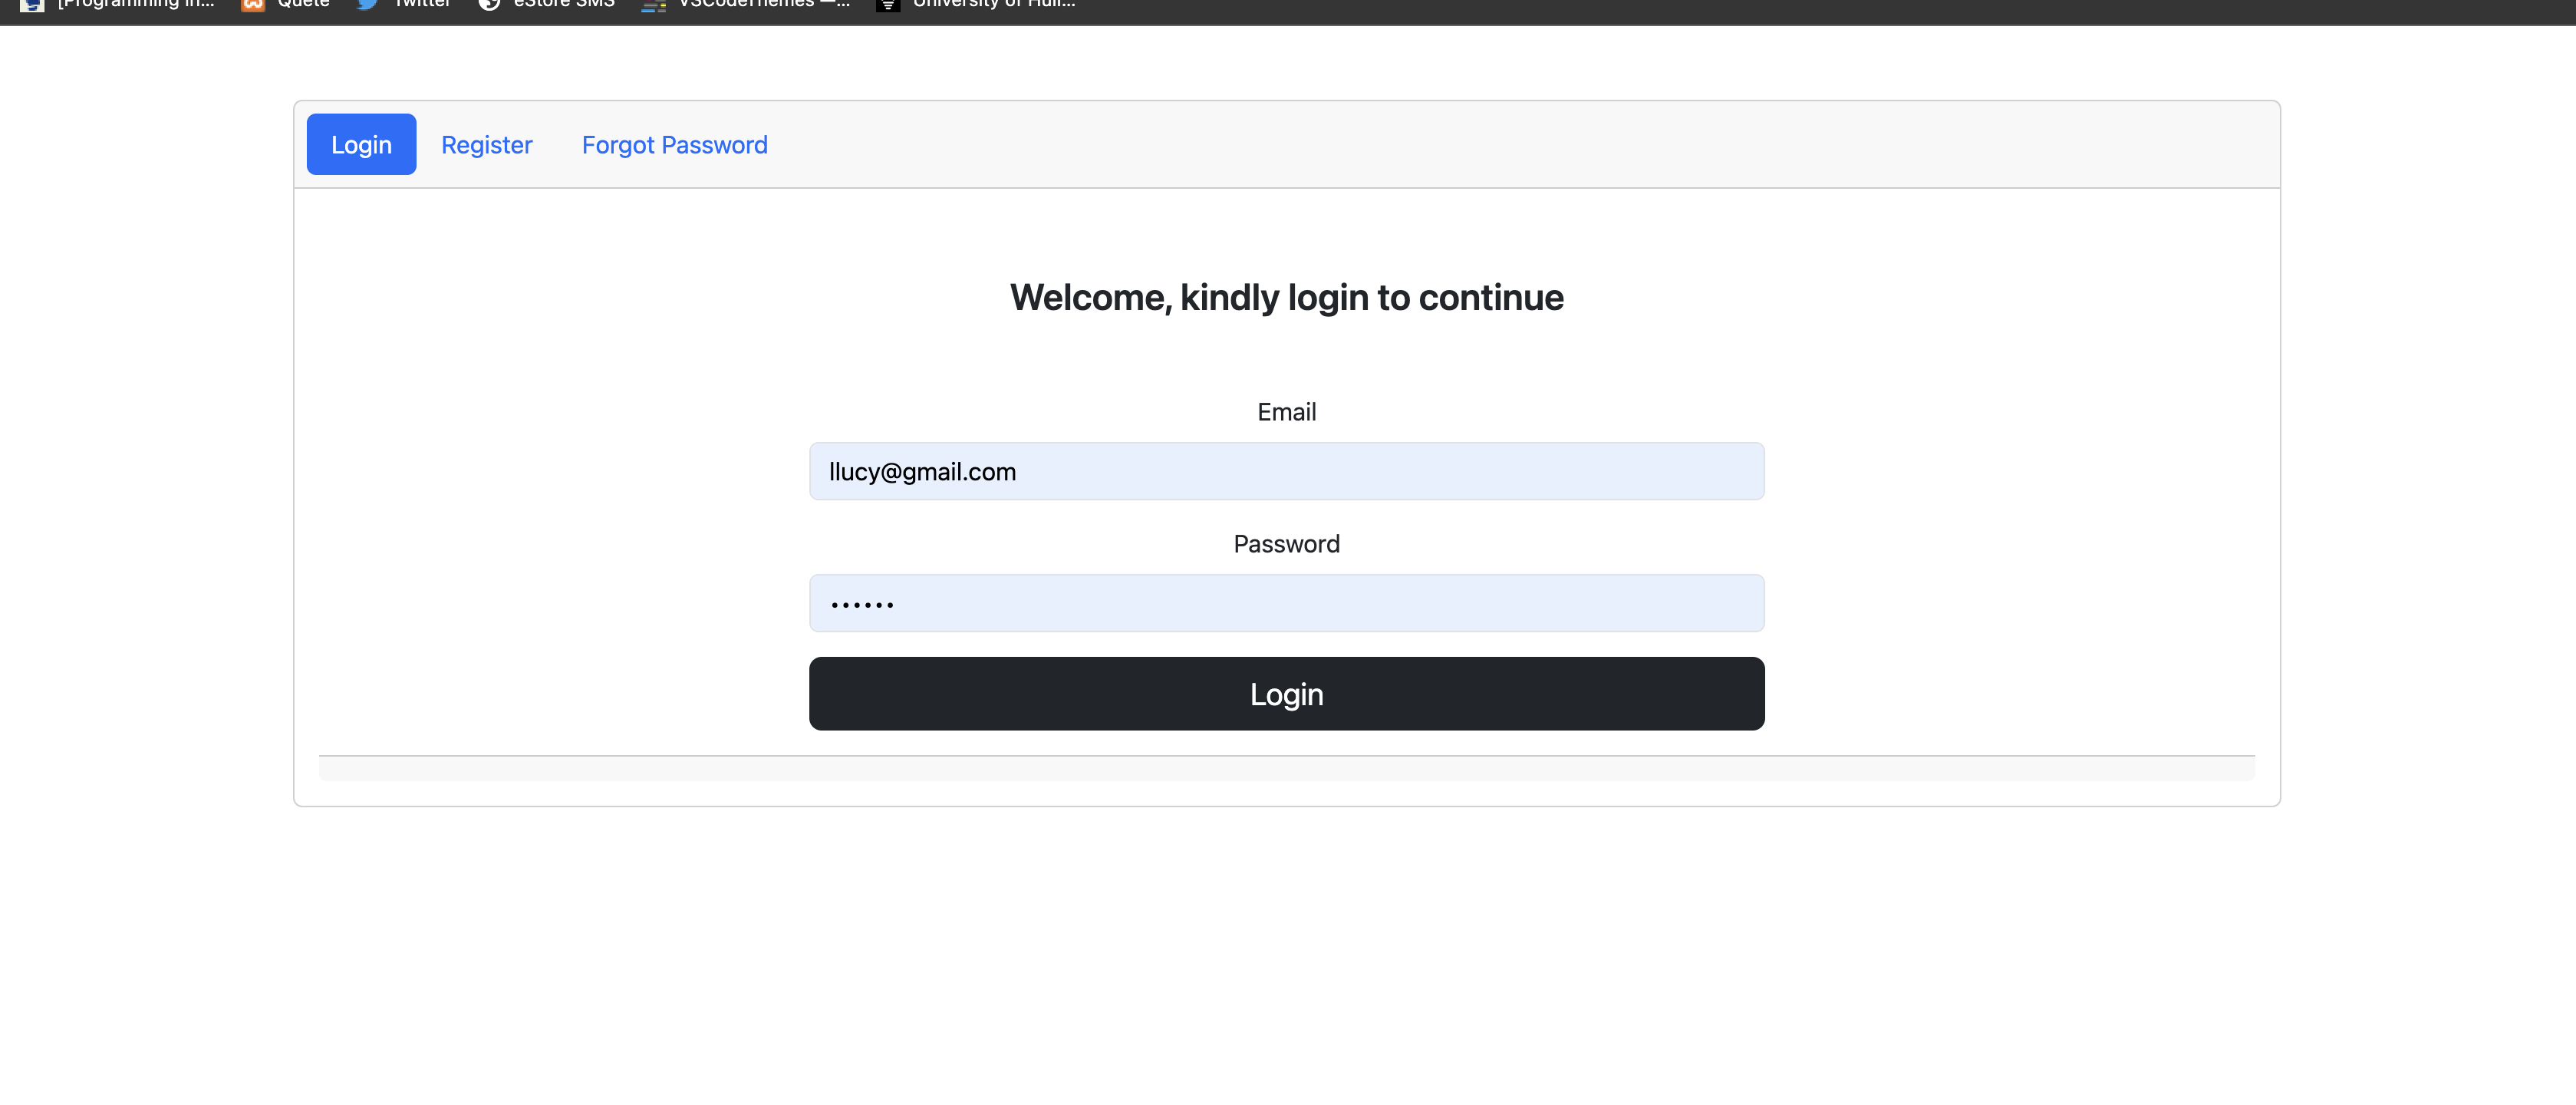 [Programming in... Quete Twitter eStore SMS VSCodeThemes —... University of Hull...
Login Register Forgot Password
Welcome, kindly login to continue
Email
llucy@gmail.com
Password
••••••
Login